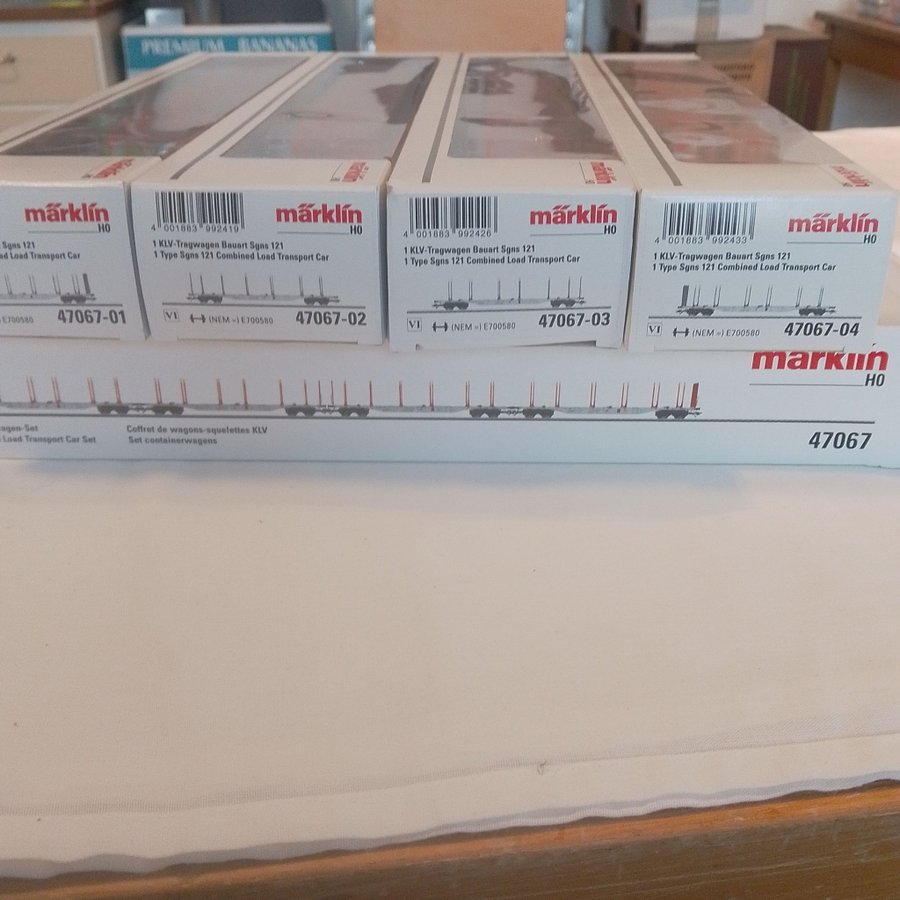 PREMIUM BANANAS
märklin
H0
Sgns 121
Load Transport Car
E700580
47067-01
4 001883 992419
märklin
H0
1 KLV-Tragwagen Bauart Sgns 121
1 Type Sgns 121 Combined Load Transport Car
VI (NEM ≈) E700580
47067-02
4 001883 992426
märklin
H0
1 KLV-Tragwagen Bauart Sgns 121
1 Type Sgns 121 Combined Load Transport Car
VI (NEM ≈) E700580
47067-03
4 001883 992433
märklin
H0
1 KLV-Tragwagen Bauart Sgns 121
1 Type Sgns 121 Combined Load Transport Car
VI (NEM ≈) E700580
47067-04
märklin
H0
agen-Set
Load Transport Car Set
Coffret de wagons-squelettes KLV
Set containerwagens
47067